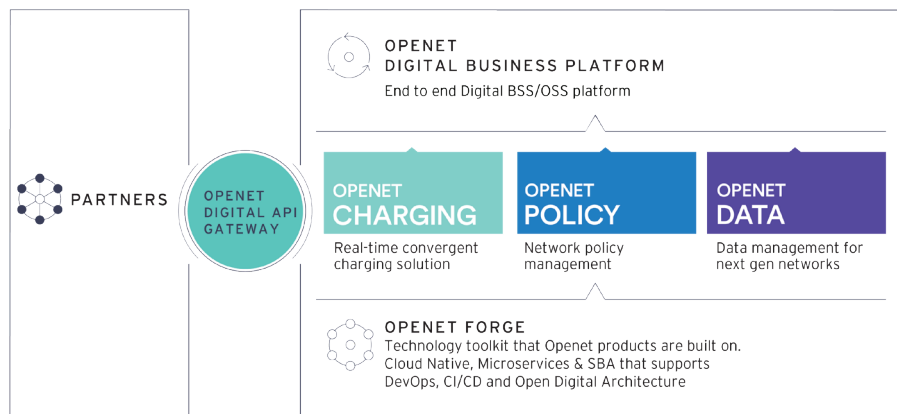 OPENET
DIGITAL BUSINESS PLATFORM
End to end Digital BSS/OSS platform
PARTNERS
OPENET
DIGITAL API
GATEWAY
OPENET
CHARGING
Real-time convergent
charging solution
OPENET
POLICY
Network policy
management
OPENET
DATA
Data management for
next gen networks
OPENET FORGE
Technology toolkit that Openet products are built on.
Cloud Native, Microservices & SBA that supports
DevOps, CI/CD and Open Digital Architecture